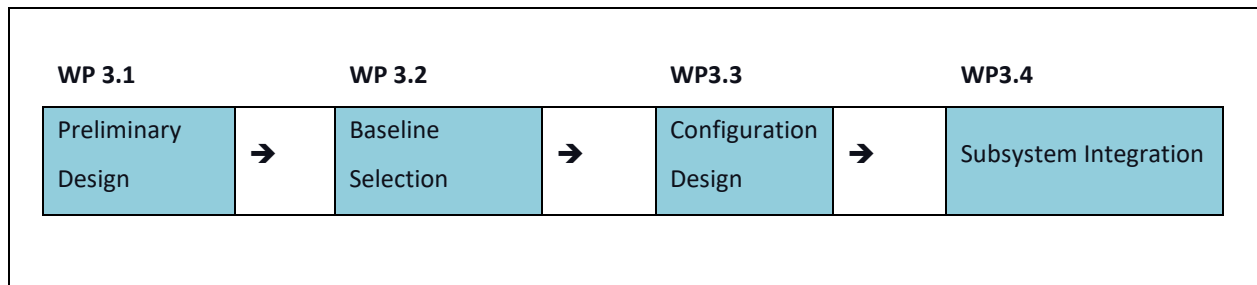 WP 3.1 WP 3.2 WP3.3 WP3.4
Preliminary Design
➔
Baseline Selection
➔
Configuration Design
➔
Subsystem Integration